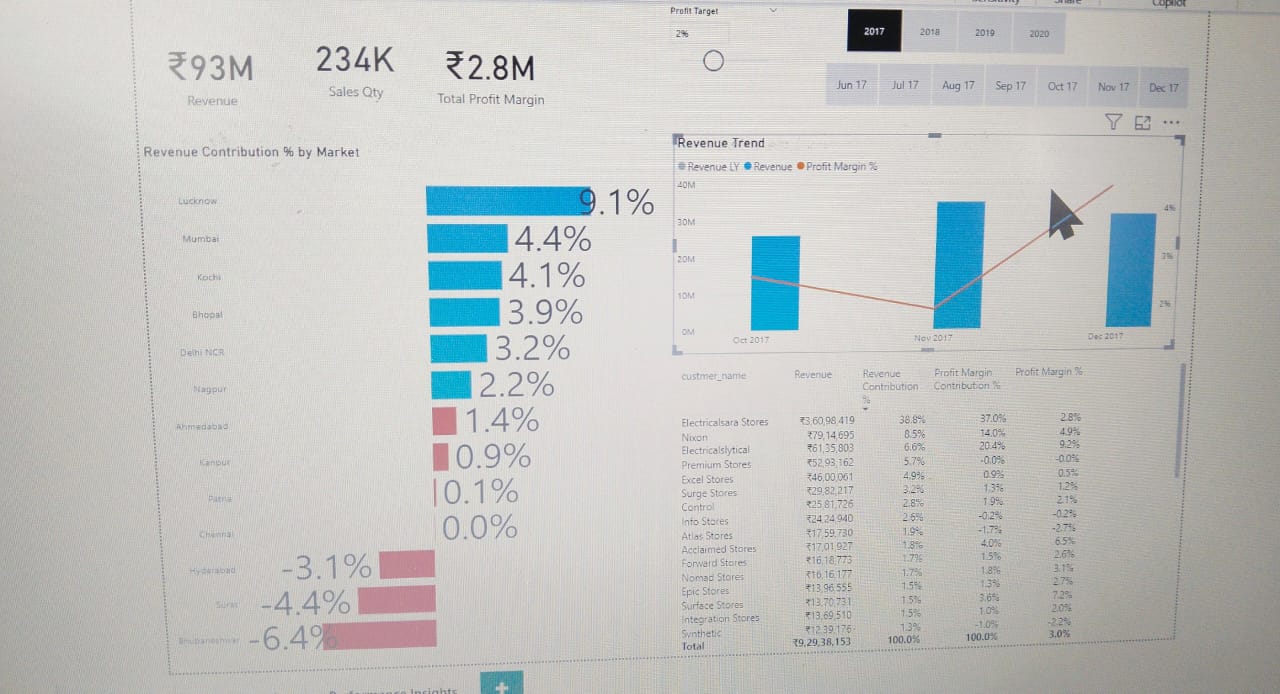 Copilot
Profit Target
2%
2017
2018
2019
2020
₹93M
Revenue
234K
Sales Qty
₹2.8M
Total Profit Margin
Jun 17
Jul 17
Aug 17
Sep 17
Oct 17
Nov 17
Dec 17
Revenue Contribution % by Market
Lucknow 9.1%
Mumbai 4.4%
Kochi 4.1%
Bhopal 3.9%
Delhi NCR 3.2%
Nagpur 2.2%
Ahmedabad 1.4%
Kanpur 0.9%
Patna 0.1%
Chennai 0.0%
Hyderabad -3.1%
Surat -4.4%
Bhubaneshwar -6.4%
Revenue Trend
Revenue LY Revenue Profit Margin %
40M
30M
20M
10M
0M
4%
3%
2%
Oct 2017
Nov 2017
Dec 2017
custmer_name Revenue Revenue Contribution % Profit Margin Contribution % Profit Margin %
Electricalsara Stores ₹3,60,98,419 38.8% 37.0% 2.8%
Nixon ₹79,14,695 8.5% 14.0% 4.9%
Electricalslytical ₹61,35,803 6.6% 20.4% 9.2%
Premium Stores ₹52,93,162 5.7% -0.0% -0.0%
Excel Stores ₹46,00,061 4.9% 0.9% 0.5%
Surge Stores ₹29,82,217 3.2% 1.3% 1.2%
Control ₹25,81,726 2.8% 1.9% 2.1%
Info Stores ₹24,24,940 2.6% -0.2% -0.2%
Atlas Stores ₹17,59,730 1.9% -1.7% -2.7%
Acclaimed Stores ₹17,01,927 1.8% 4.0% 6.5%
Forward Stores ₹16,18,773 1.7% 1.5% 2.6%
Nomad Stores ₹16,16,177 1.7% 1.8% 3.1%
Epic Stores ₹13,96,555 1.5% 1.3% 2.7%
Surface Stores ₹13,70,731 1.5% 3.6% 7.2%
Integration Stores ₹13,69,510 1.5% 1.0% 2.0%
Synthetic ₹12,39,176 1.3% -1.0% -2.2%
Total ₹9,29,38,153 100.0% 100.0% 3.0%
Insights